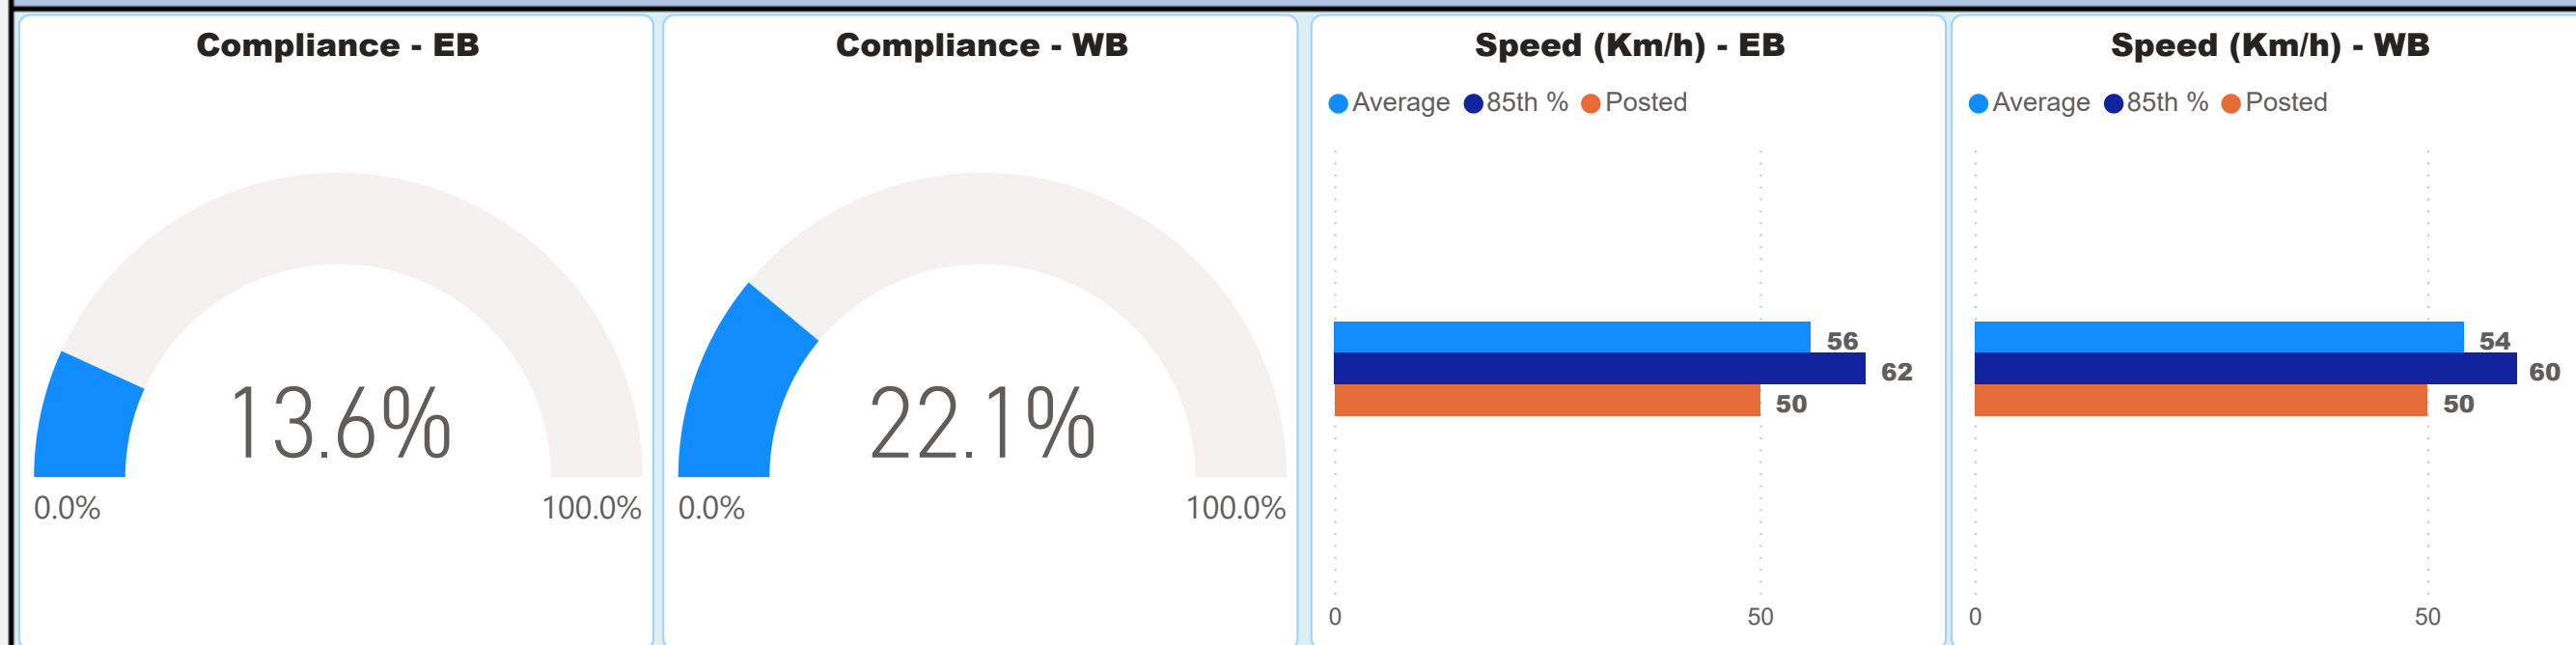 Compliance - EB
13.6%
0.0%
100.0%
Compliance - WB
22.1%
0.0%
100.0%
Speed (Km/h) - EB
Average 85th % Posted
56
62
50
0 50
Speed (Km/h) - WB
Average 85th % Posted
54
60
50
0 50